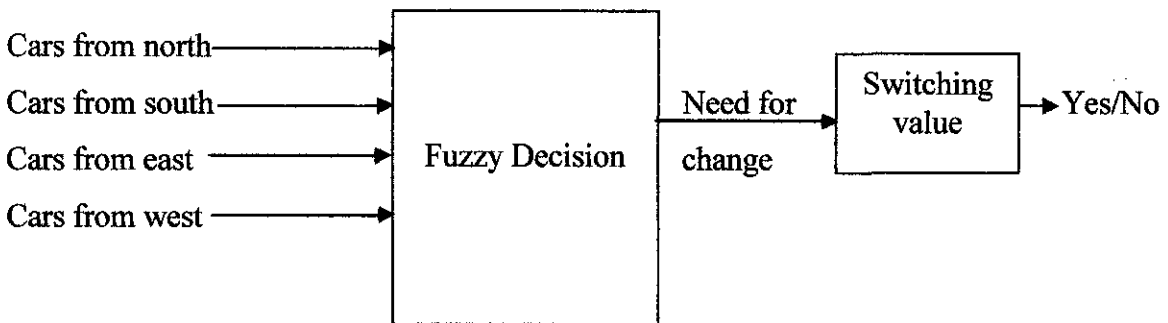 Cars from north
Cars from south
Cars from east
Cars from west
Fuzzy Decision
Need for
change
Switching
value
Yes/No